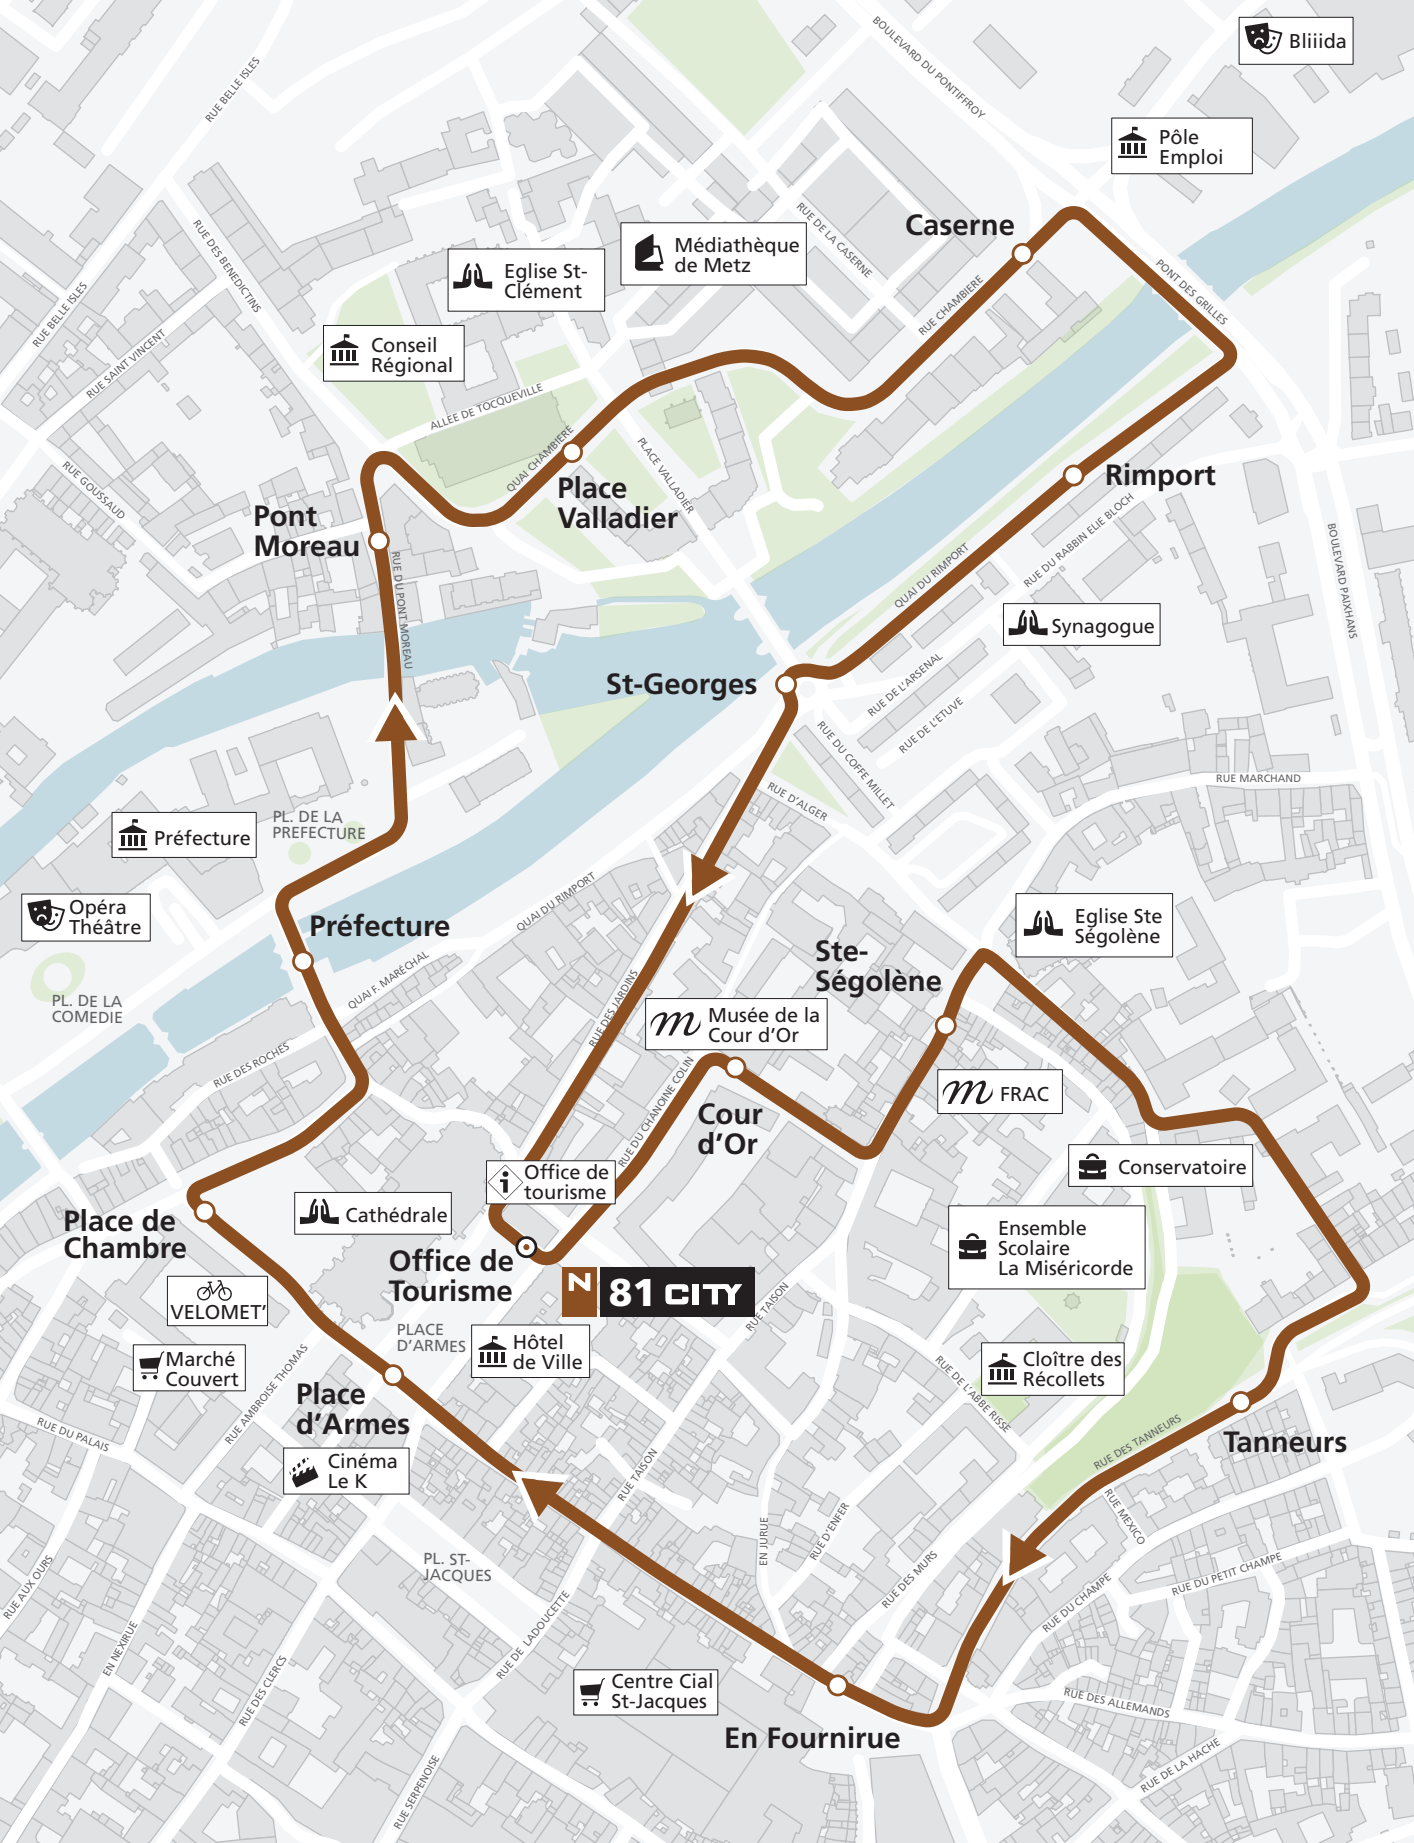 BOULEVARD DU PONTIFFROY
Bliiida
RUE BELLE ISLES
Pôle
Emploi
Caserne
RUE DE LA CASERNE
Médiathèque
de Metz
Eglise St-
Clément
RUE DES BENEDICTINS
PONT DES GRILLES
RUE CHAMBIERE
RUE BELLE ISLES
Conseil
Régional
RUE SAINT VINCENT
ALLEE DE TOCQUEVILLE
QUAI CHAMBIERE
PLACE VALLADIER
RUE GOUSSAUD
Place
Valladier
Rimport
Pont
Moreau
RUE DU PONT MOREAU
RUE DU RABBIN ELIE BLOCH
BOULEVARD PAIXHANS
QUAI DU RIMPORT
Synagogue
St-Georges
RUE DE L'ARSENAL
RUE DE L'ETUVE
RUE DU COFFE MILLET
RUE MARCHAND
RUE D'ALGER
PL. DE LA
PREFECTURE
Préfecture
Opéra
Théâtre
Préfecture
QUAI DU RIMPORT
QUAI F. MARÉCHAL
Eglise Ste
Ségolène
Ste-
Ségolène
PL. DE LA
COMEDIE
RUE DES JARDINS
Musée de la
Cour d'Or
RUE DES ROCHES
FRAC
RUE DU CHANOINE COLIN
Cour
d'Or
Conservatoire
Office de
tourisme
Cathédrale
Place de
Chambre
Ensemble
Scolaire
La Miséricorde
Office de
Tourisme
N 81 CITY
VELOMET'
RUE TAISON
PLACE
D'ARMES
Hôtel
de Ville
Marché
Couvert
RUE AMBROISE THOMAS
Cloître des
Récollets
RUE DE L'ABBE RISSE
Place
d'Armes
RUE DU PALAIS
RUE DES TANNEURS
Tanneurs
Cinéma
Le K
RUE TAISON
RUE MEXICO
EN JURUE
RUE D'ENFER
PL. ST-
JACQUES
RUE AUX OURS
RUE DES MURS
RUE DU CHAMPE
RUE DU PETIT CHAMPE
RUE DE LADOUCETTE
EN NEXIRUE
RUE DES CLERCS
Centre Cial
St-Jacques
RUE DES ALLEMANDS
En Fournirue
RUE DE LA HACHE
RUE SERPENOISE